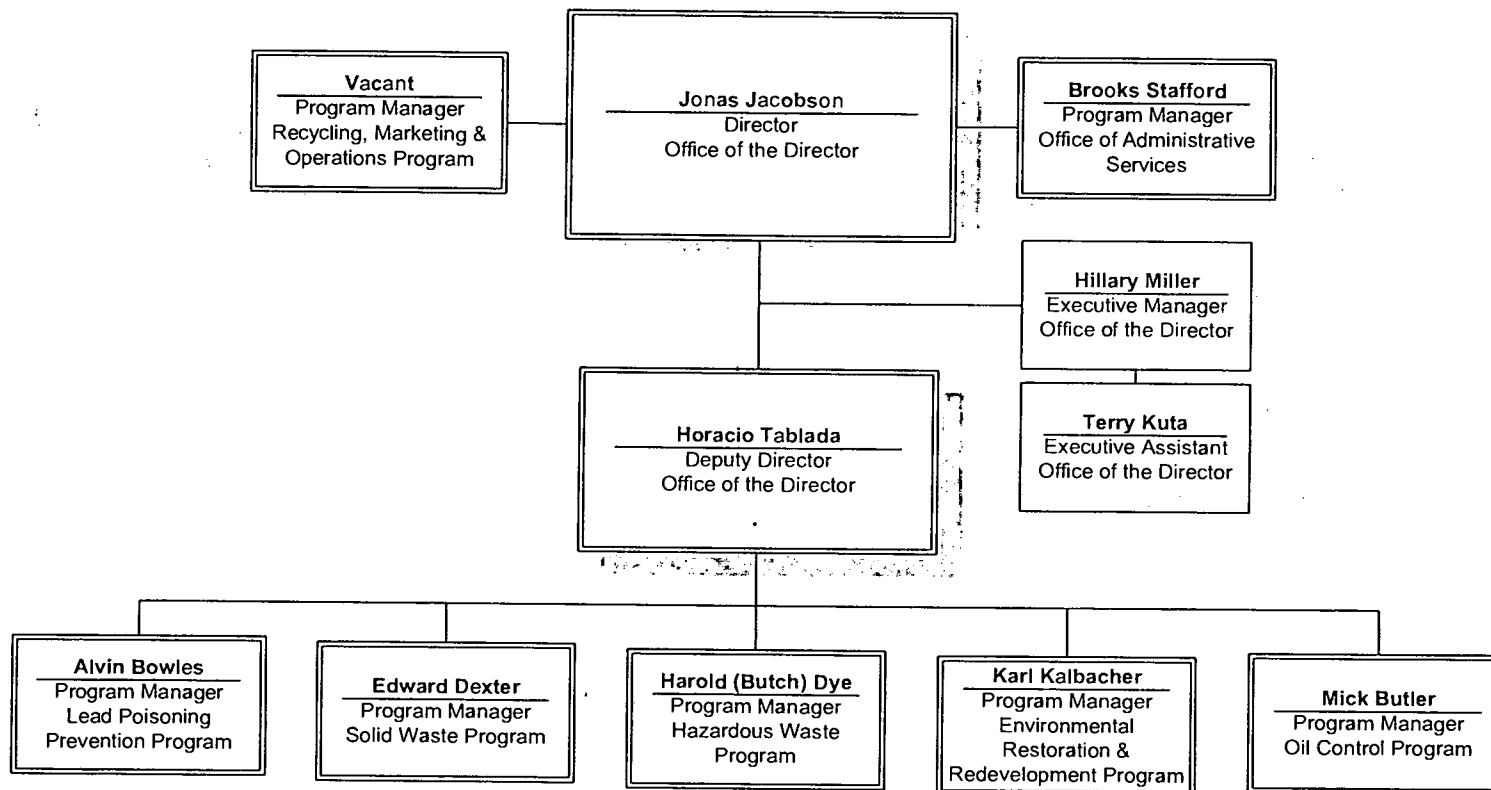 Vacant
Program Manager
Recycling, Marketing &
Operations Program
Jonas Jacobson
Director
Office of the Director
Brooks Stafford
Program Manager
Office of Administrative
Services
Hillary Miller
Executive Manager
Office of the Director
Terry Kuta
Executive Assistant
Office of the Director
Horacio Tablada
Deputy Director
Office of the Director
Alvin Bowles
Program Manager
Lead Poisoning
Prevention Program
Edward Dexter
Program Manager
Solid Waste Program
Harold (Butch) Dye
Program Manager
Hazardous Waste
Program
Karl Kalbacher
Program Manager
Environmental
Restoration &
Redevelopment Program
Mick Butler
Program Manager
Oil Control Program